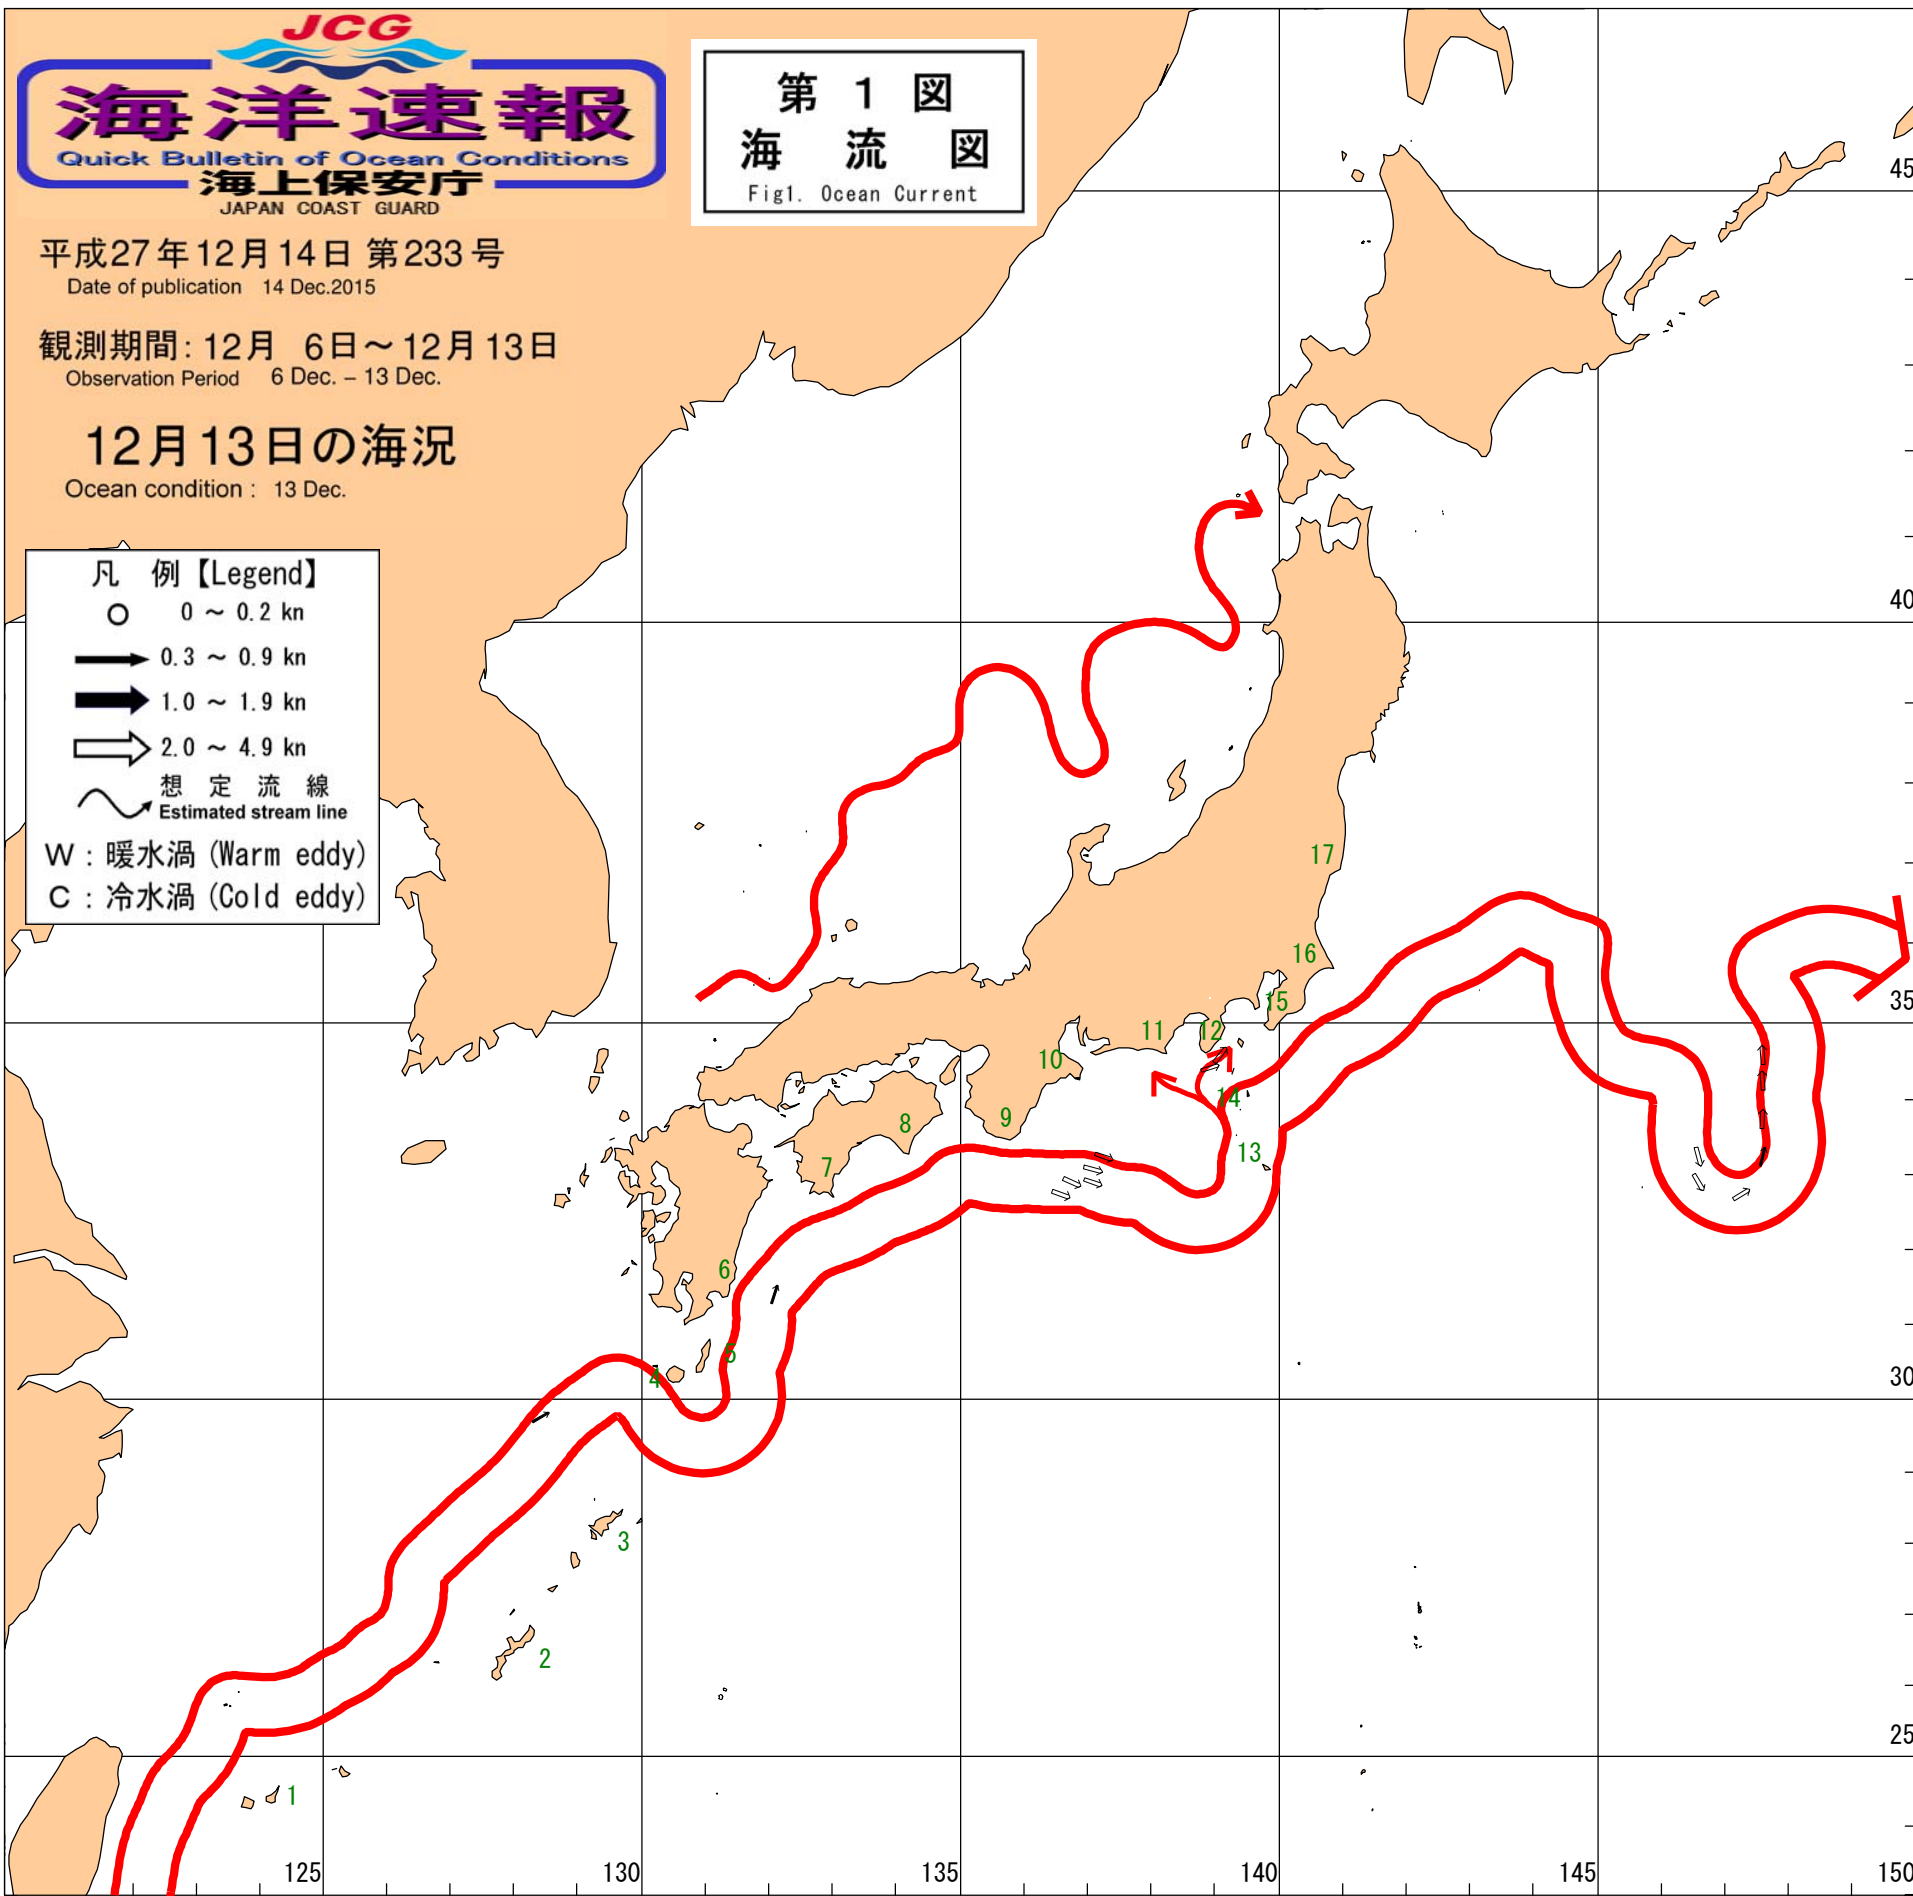 JCG
海洋速報
Quick Bulletin of Ocean Conditions
海上保安庁
JAPAN COAST GUARD
第 1 図
海 流 図
Fig1. Ocean Current
平成27年12月14日 第233号
Date of publication 14 Dec.2015
観測期間: 12月 6日～12月13日
Observation Period 6 Dec. – 13 Dec.
12月13日の海況
Ocean condition : 13 Dec.
凡 例【Legend】
0 ～ 0.2 kn
0.3 ～ 0.9 kn
1.0 ～ 1.9 kn
2.0 ～ 4.9 kn
想 定 流 線
Estimated stream line
W : 暖水渦 (Warm eddy)
C : 冷水渦 (Cold eddy)
45
40
17
16
35
15
12
11
10
14
9
8
13
7
6
5
4
30
3
2
25
1
125
130
135
140
145
150